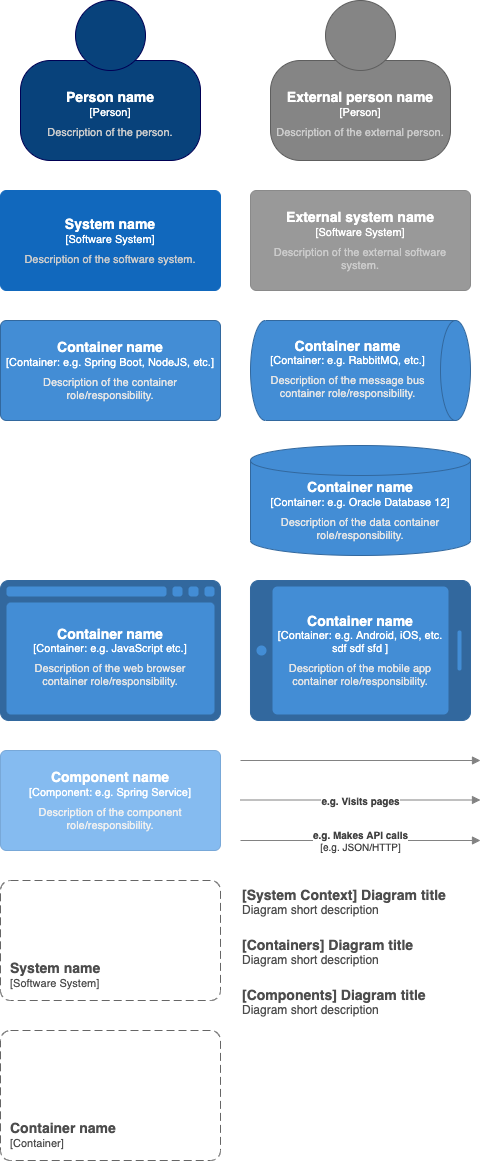 Person name
[Person]
Description of the person.
External person name
[Person]
Description of the external person.
System name
[Software System]
Description of the software system.
External system name
[Software System]
Description of the external software
system.
Container name
[Container: e.g. Spring Boot, NodeJS, etc.]
Description of the container
role/responsibility.
Container name
[Container: e.g. RabbitMQ, etc.]
Description of the message bus
container role/responsibility.
Container name
[Container: e.g. Oracle Database 12]
Description of the data container
role/responsibility.
Container name
[Container: e.g. JavaScript etc.]
Description of the web browser
container role/responsibility.
Container name
[Container: e.g. Android, iOS, etc.
sdf sdf sfd ]
Description of the mobile app
container role/responsibility.
Component name
[Component: e.g. Spring Service]
Description of the component
role/responsibility.
e.g. Visits pages
e.g. Makes API calls
[e.g. JSON/HTTP]
System name
[Software System]
[System Context] Diagram title
Diagram short description
[Containers] Diagram title
Diagram short description
[Components] Diagram title
Diagram short description
Container name
[Container]